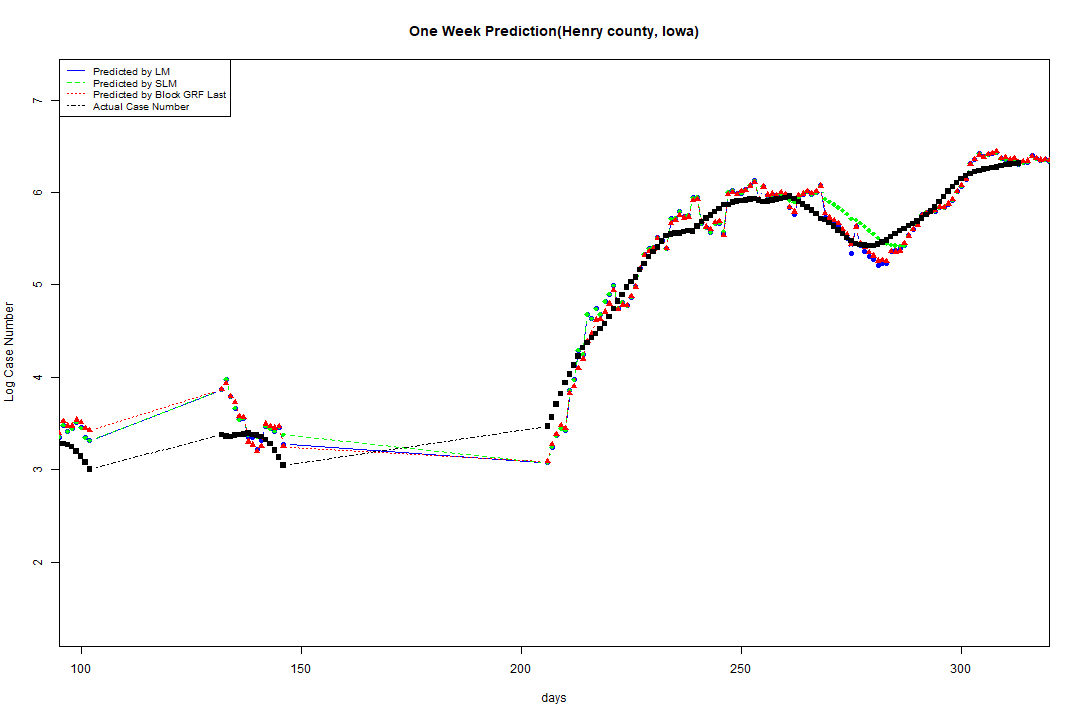 One Week Prediction(Henry county, Iowa)
Predicted by LM
Predicted by SLM
Predicted by Block GRF Last
Actual Case Number
7
6
5
4
3
2
Log Case Number
100 150 200 250 300
days